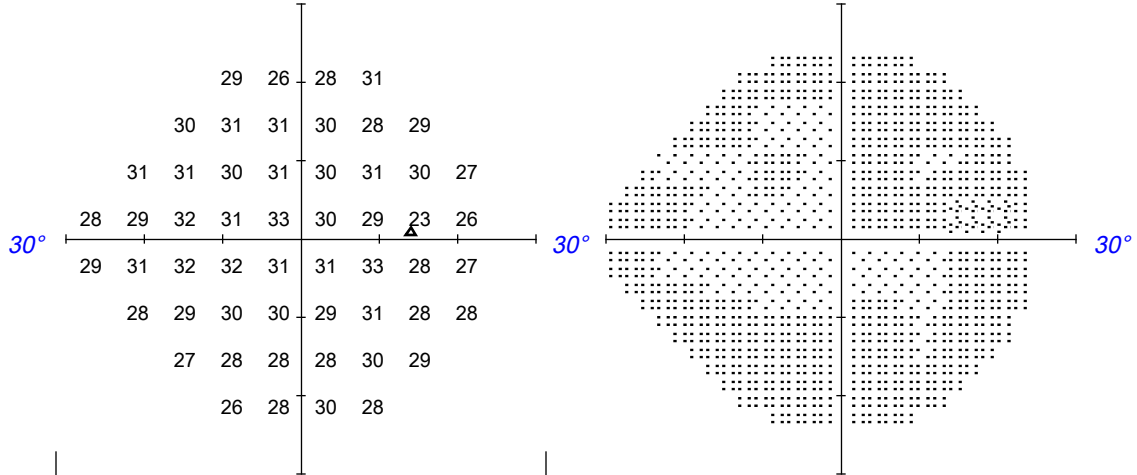 29 26 28 31
30 31 31 30 28 29
31 31 30 31 30 31 30 27
28 29 32 31 33 30 29 23 26
30° 30° 30°
29 31 32 32 31 31 33 28 27
28 29 30 30 29 31 28 28
27 28 28 28 30 29
26 28 30 28